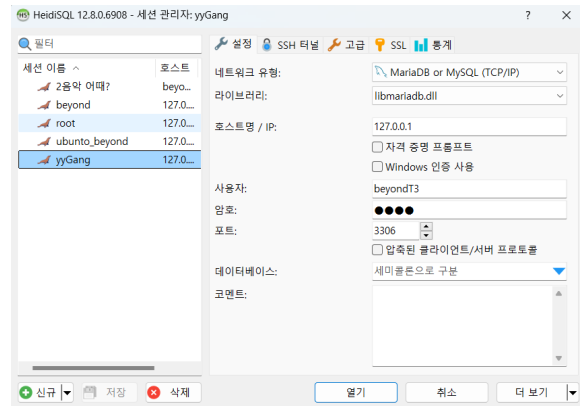 HeidiSQL 12.8.0.6908 - 세션 관리자: yyGang
필터
세션 이름 호스트
2음악 어때? beyo...
beyond 127.0....
root 127.0....
ubunto_beyond 127.0....
yyGang 127.0....
신규 저장 삭제
설정 SSH 터널 고급 SSL 통계
네트워크 유형: MariaDB or MySQL (TCP/IP)
라이브러리: libmariadb.dll
호스트명 / IP: 127.0.0.1
자격 증명 프롬프트
Windows 인증 사용
사용자: beyondT3
암호: ●●●●
포트: 3306
압축된 클라이언트/서버 프로토콜
데이터베이스: 세미콜론으로 구분
코멘트:
열기 취소 더 보기